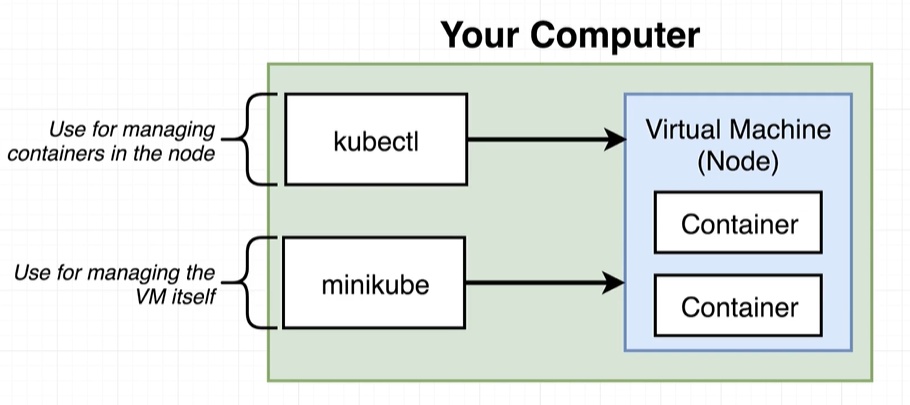 Your Computer
Use for managing
containers in the node
kubectl
Virtual Machine
(Node)
Container
Use for managing the
VM itself
minikube
Container